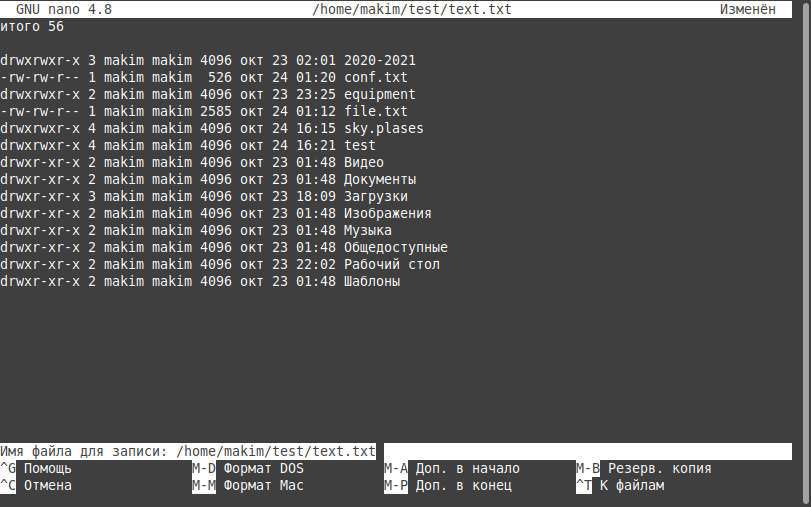 GNU nano 4.8 /home/makim/test/text.txt Изменён
итого 56
drwxrwxr-x 3 makim makim 4096 окт 23 02:01 2020-2021
-rw-rw-r-- 1 makim makim  526 окт 24 01:20 conf.txt
drwxrwxr-x 2 makim makim 4096 окт 23 23:25 equipment
-rw-rw-r-- 1 makim makim 2585 окт 24 01:12 file.txt
drwxrwxr-x 4 makim makim 4096 окт 24 16:15 sky.plases
drwxrwxr-x 4 makim makim 4096 окт 24 16:21 test
drwxr-xr-x 2 makim makim 4096 окт 23 01:48 Видео
drwxr-xr-x 2 makim makim 4096 окт 23 01:48 Документы
drwxr-xr-x 3 makim makim 4096 окт 23 18:09 Загрузки
drwxr-xr-x 2 makim makim 4096 окт 23 01:48 Изображения
drwxr-xr-x 2 makim makim 4096 окт 23 01:48 Музыка
drwxr-xr-x 2 makim makim 4096 окт 23 01:48 Общедоступные
drwxr-xr-x 2 makim makim 4096 окт 23 22:02 Рабочий стол
drwxr-xr-x 2 makim makim 4096 окт 23 01:48 Шаблоны
Имя файла для записи: /home/makim/test/text.txt
^G Помощь M-D Формат DOS M-A Доп. в начало M-B Резерв. копия
^C Отмена M-M Формат Mac M-P Доп. в конец ^T К файлам